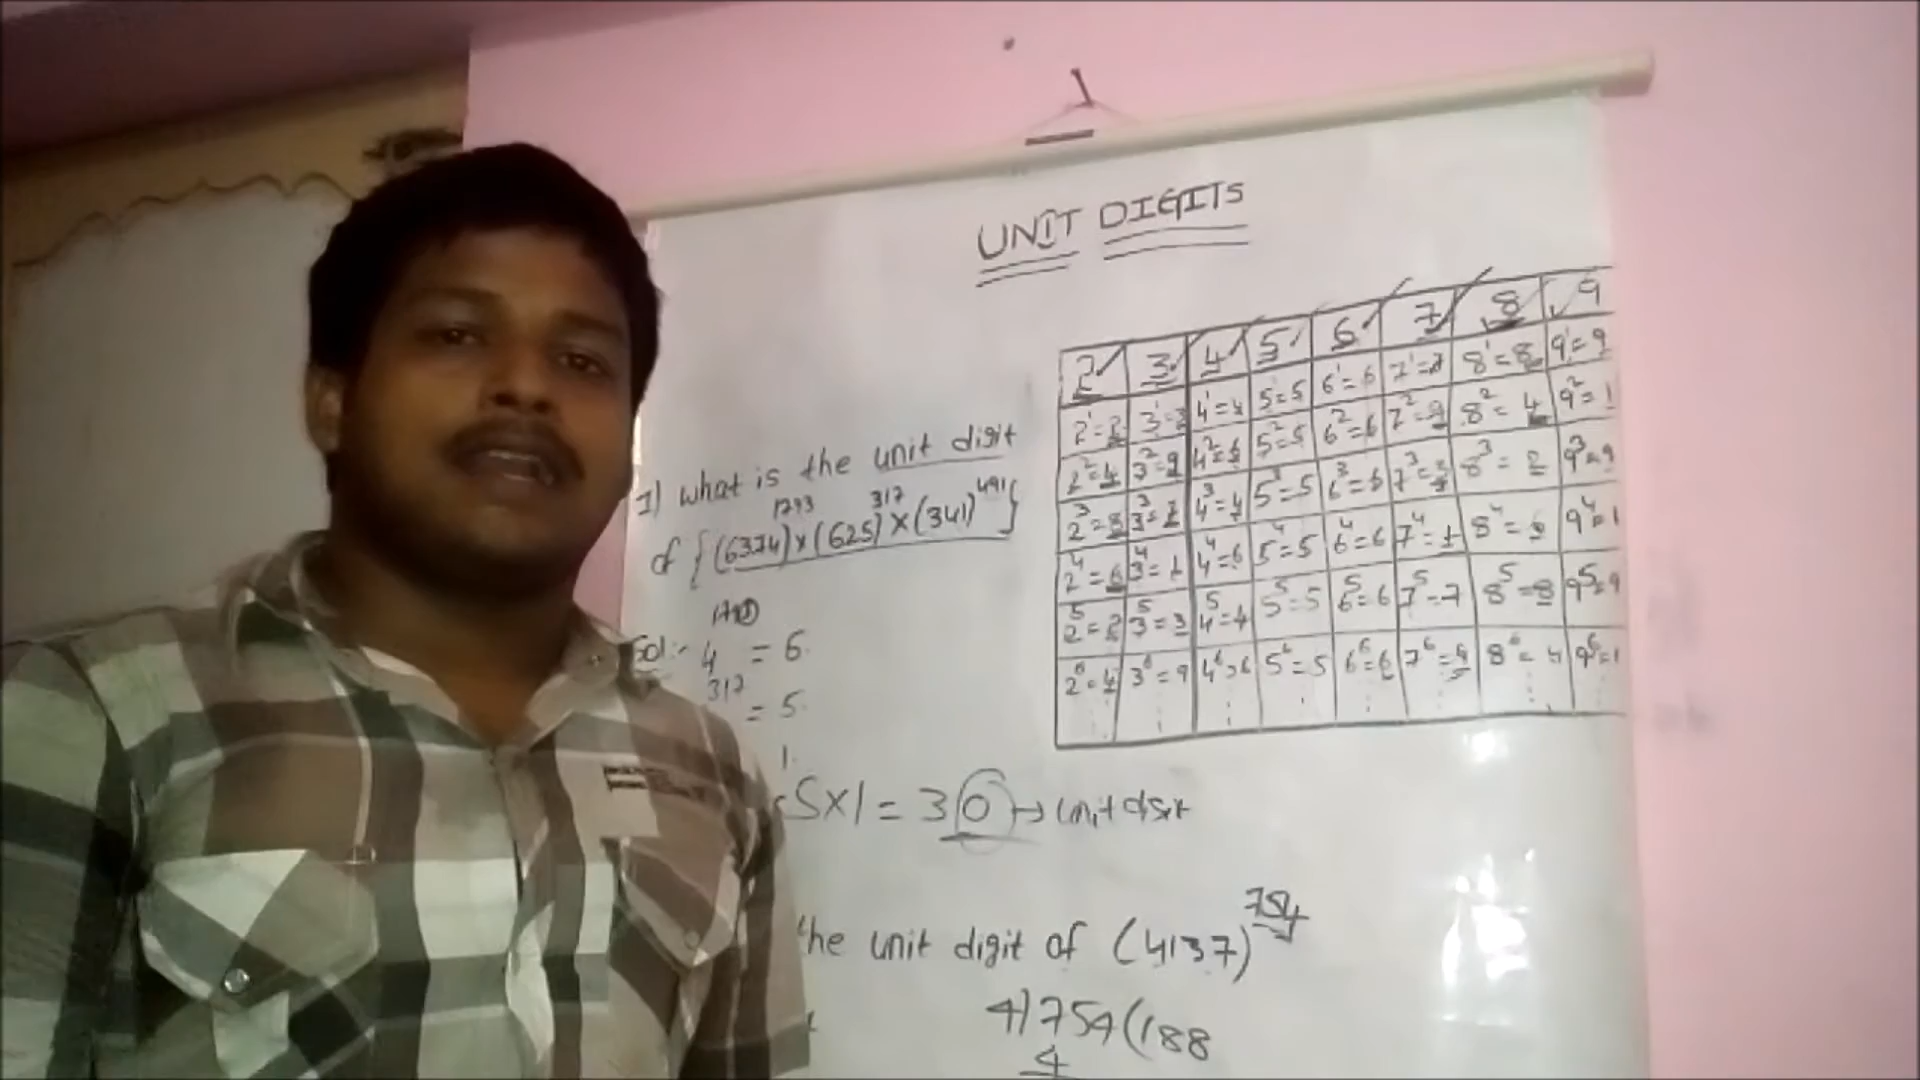 UNIT DIGITS
1) what is the unit digit
of {(6374)^1793 × (625)^317 × (341)^491}
Sol:- 4 = 6.
317 = 5.
1.
5×1 = 30 → unit digit
the unit digit of (4137)^754
4)754(188
4
2 3 4 5 6 7 8 9
2^1=2 3^1=3 4^1=4 5^1=5 6^1=6 7^1=7 8^1=8 9^1=9
2^2=4 3^2=9 4^2=6 5^2=5 6^2=6 7^2=9 8^2=4 9^2=1
2^3=8 3^3=7 4^3=4 5^3=5 6^3=6 7^3=3 8^3=2 9^3=9
2^4=6 3^4=1 4^4=6 5^4=5 6^4=6 7^4=1 8^4= 9^4=1
2^5=2 3^5=3 4^5=4 5^5=5 6^5=6 7^5=7 8^5=8 9^5=9
2^6=4 3^6=9 4^6=6 5^6=5 6^6=6 7^6=9 8^6=4 9^6=1